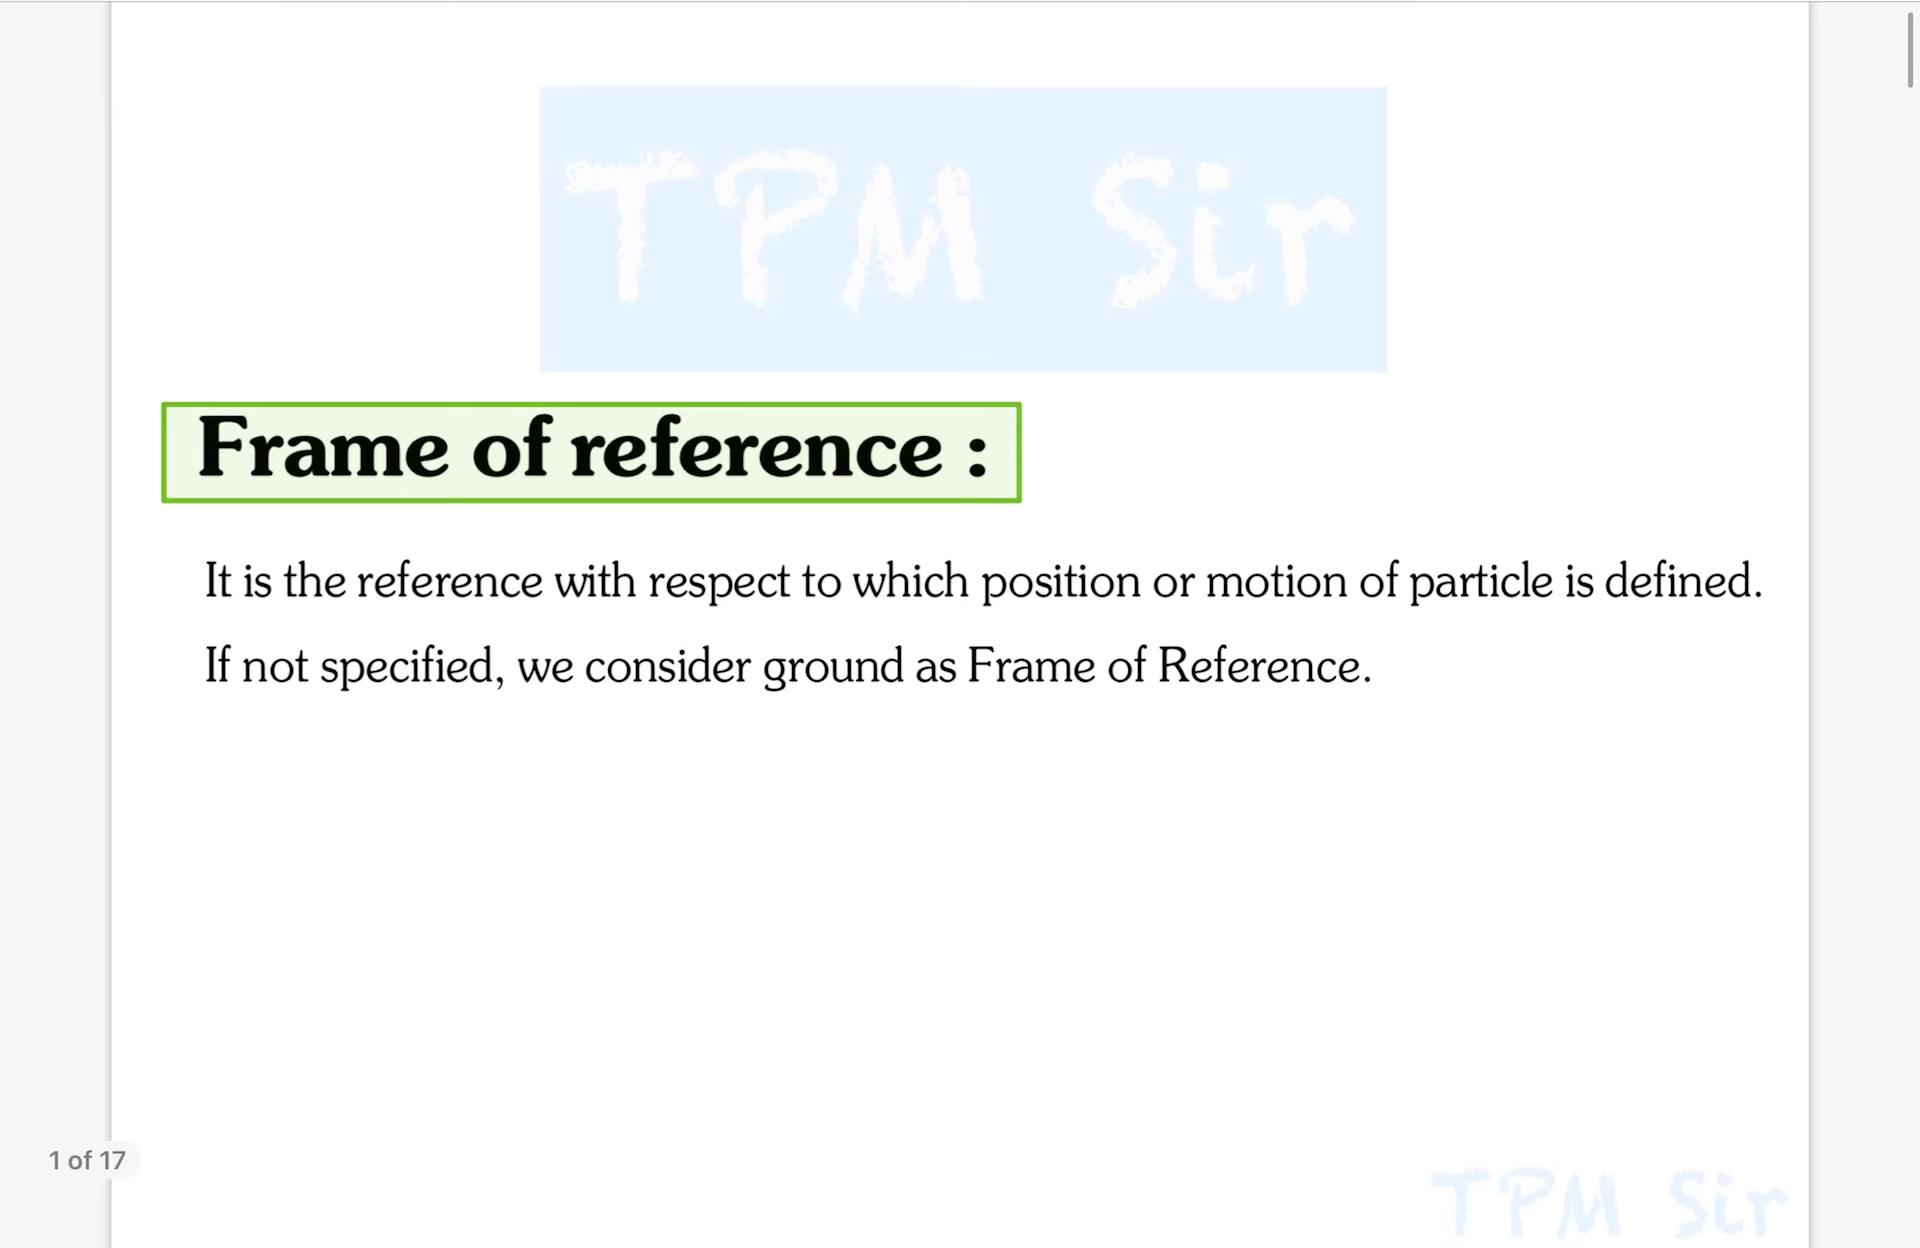 TPM Sir
Frame of reference :
It is the reference with respect to which position or motion of particle is defined.
If not specified, we consider ground as Frame of Reference.
1 of 17
TPM Sir